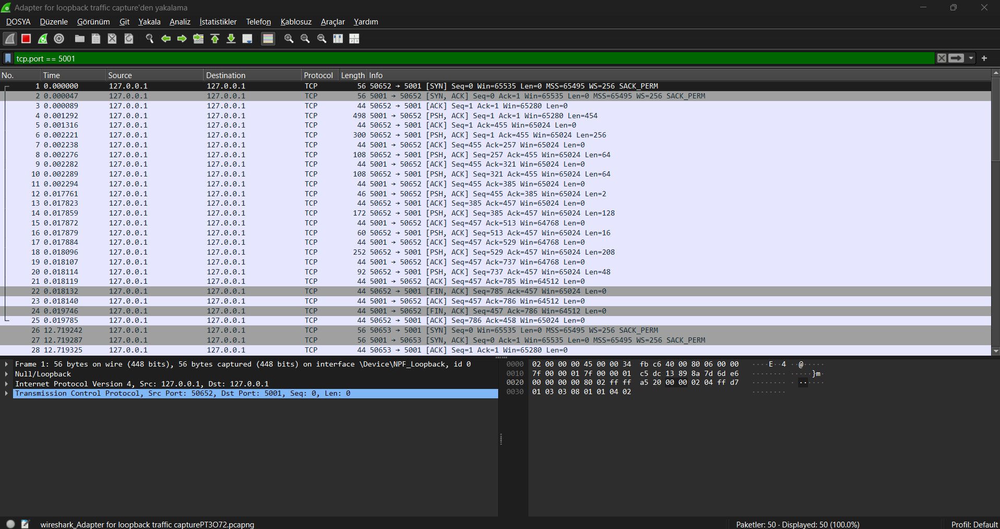 Adapter for loopback traffic capture'den yakalama
DOSYA Düzenle Görünüm Git Yakala Analiz İstatistikler Telefon Kablosuz Araçlar Yardım
tcp.port == 5001
No. Time Source Destination Protocol Length Info
1 0.000000 127.0.0.1 127.0.0.1 TCP 56 50652 → 5001 [SYN] Seq=0 Win=65535 Len=0 MSS=65495 WS=256 SACK_PERM
2 0.000047 127.0.0.1 127.0.0.1 TCP 56 5001 → 50652 [SYN, ACK] Seq=0 Ack=1 Win=65535 Len=0 MSS=65495 WS=256 SACK_PERM
3 0.000089 127.0.0.1 127.0.0.1 TCP 44 50652 → 5001 [ACK] Seq=1 Ack=1 Win=65280 Len=0
4 0.001292 127.0.0.1 127.0.0.1 TCP 498 5001 → 50652 [PSH, ACK] Seq=1 Ack=1 Win=65280 Len=454
5 0.001316 127.0.0.1 127.0.0.1 TCP 44 50652 → 5001 [ACK] Seq=1 Ack=455 Win=65024 Len=0
6 0.002221 127.0.0.1 127.0.0.1 TCP 300 50652 → 5001 [PSH, ACK] Seq=1 Ack=455 Win=65024 Len=256
7 0.002238 127.0.0.1 127.0.0.1 TCP 44 5001 → 50652 [ACK] Seq=455 Ack=257 Win=65024 Len=0
8 0.002276 127.0.0.1 127.0.0.1 TCP 108 50652 → 5001 [PSH, ACK] Seq=257 Ack=455 Win=65024 Len=64
9 0.002282 127.0.0.1 127.0.0.1 TCP 44 5001 → 50652 [ACK] Seq=455 Ack=321 Win=65024 Len=0
10 0.002289 127.0.0.1 127.0.0.1 TCP 108 50652 → 5001 [PSH, ACK] Seq=321 Ack=455 Win=65024 Len=64
11 0.002294 127.0.0.1 127.0.0.1 TCP 44 5001 → 50652 [ACK] Seq=455 Ack=385 Win=65024 Len=0
12 0.017761 127.0.0.1 127.0.0.1 TCP 46 5001 → 50652 [PSH, ACK] Seq=455 Ack=385 Win=65024 Len=2
13 0.017823 127.0.0.1 127.0.0.1 TCP 44 50652 → 5001 [ACK] Seq=385 Ack=457 Win=65024 Len=0
14 0.017859 127.0.0.1 127.0.0.1 TCP 172 50652 → 5001 [PSH, ACK] Seq=385 Ack=457 Win=65024 Len=128
15 0.017872 127.0.0.1 127.0.0.1 TCP 44 5001 → 50652 [ACK] Seq=457 Ack=513 Win=64768 Len=0
16 0.017879 127.0.0.1 127.0.0.1 TCP 60 50652 → 5001 [PSH, ACK] Seq=513 Ack=457 Win=65024 Len=16
17 0.017884 127.0.0.1 127.0.0.1 TCP 44 5001 → 50652 [ACK] Seq=457 Ack=529 Win=64768 Len=0
18 0.018096 127.0.0.1 127.0.0.1 TCP 252 50652 → 5001 [PSH, ACK] Seq=529 Ack=457 Win=65024 Len=208
19 0.018107 127.0.0.1 127.0.0.1 TCP 44 5001 → 50652 [ACK] Seq=457 Ack=737 Win=64768 Len=0
20 0.018114 127.0.0.1 127.0.0.1 TCP 92 50652 → 5001 [PSH, ACK] Seq=737 Ack=457 Win=65024 Len=48
21 0.018119 127.0.0.1 127.0.0.1 TCP 44 5001 → 50652 [ACK] Seq=457 Ack=785 Win=64512 Len=0
22 0.018132 127.0.0.1 127.0.0.1 TCP 44 50652 → 5001 [FIN, ACK] Seq=785 Ack=457 Win=65024 Len=0
23 0.018140 127.0.0.1 127.0.0.1 TCP 44 5001 → 50652 [ACK] Seq=457 Ack=786 Win=64512 Len=0
24 0.019746 127.0.0.1 127.0.0.1 TCP 44 5001 → 50652 [FIN, ACK] Seq=457 Ack=786 Win=64512 Len=0
25 0.019785 127.0.0.1 127.0.0.1 TCP 44 50652 → 5001 [ACK] Seq=786 Ack=458 Win=65024 Len=0
26 12.719242 127.0.0.1 127.0.0.1 TCP 56 50653 → 5001 [SYN] Seq=0 Win=65535 Len=0 MSS=65495 WS=256 SACK_PERM
27 12.719287 127.0.0.1 127.0.0.1 TCP 56 5001 → 50653 [SYN, ACK] Seq=0 Ack=1 Win=65535 Len=0 MSS=65495 WS=256 SACK_PERM
28 12.719325 127.0.0.1 127.0.0.1 TCP 44 50653 → 5001 [ACK] Seq=1 Ack=1 Win=65280 Len=0
Frame 1: 56 bytes on wire (448 bits), 56 bytes captured (448 bits) on interface \Device\NPF_Loopback, id 0
Null/Loopback
Internet Protocol Version 4, Src: 127.0.0.1, Dst: 127.0.0.1
Transmission Control Protocol, Src Port: 50652, Dst Port: 5001, Seq: 0, Len: 0
0000 02 00 00 00 45 00 00 34 fb c6 40 00 80 06 00 00 ····E··4 ··@·····
0010 7f 00 00 01 7f 00 00 01 c5 dc 13 89 8a 7d 6d e6 ········ ·····}m·
0020 00 00 00 00 80 02 ff ff a5 20 00 00 02 04 ff d7 ········ · ······
0030 01 03 03 08 01 01 04 02 ········
wireshark_Adapter for loopback traffic capturePT3O72.pcapng
Paketler: 50 · Displayed: 50 (100.0%)
Profil: Default